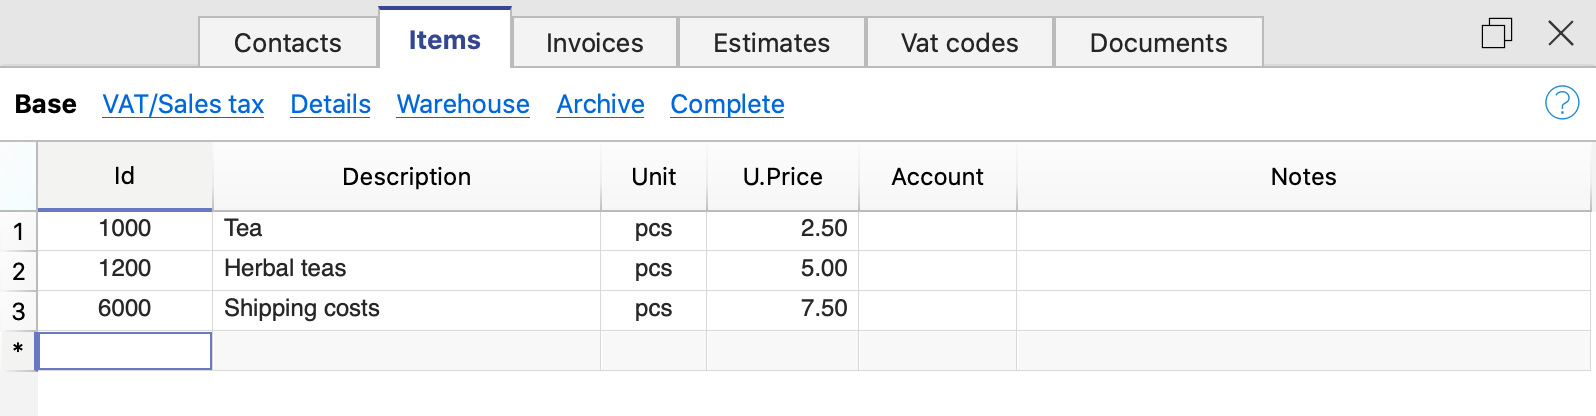 Contacts Items Invoices Estimates Vat codes Documents
Base VAT/Sales tax Details Warehouse Archive Complete ?
Id Description Unit U.Price Account Notes
1 1000 Tea pcs 2.50
2 1200 Herbal teas pcs 5.00
3 6000 Shipping costs pcs 7.50
*